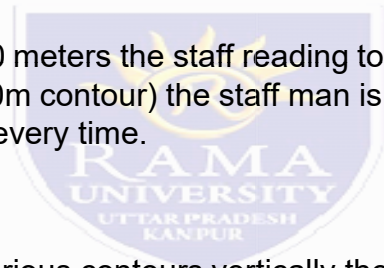 0 meters the staff reading to
0m contour) the staff man is
every time.
RAMA
UNIVERSITY
UTTAR PRADESH
KANPUR
rious contours vertically the